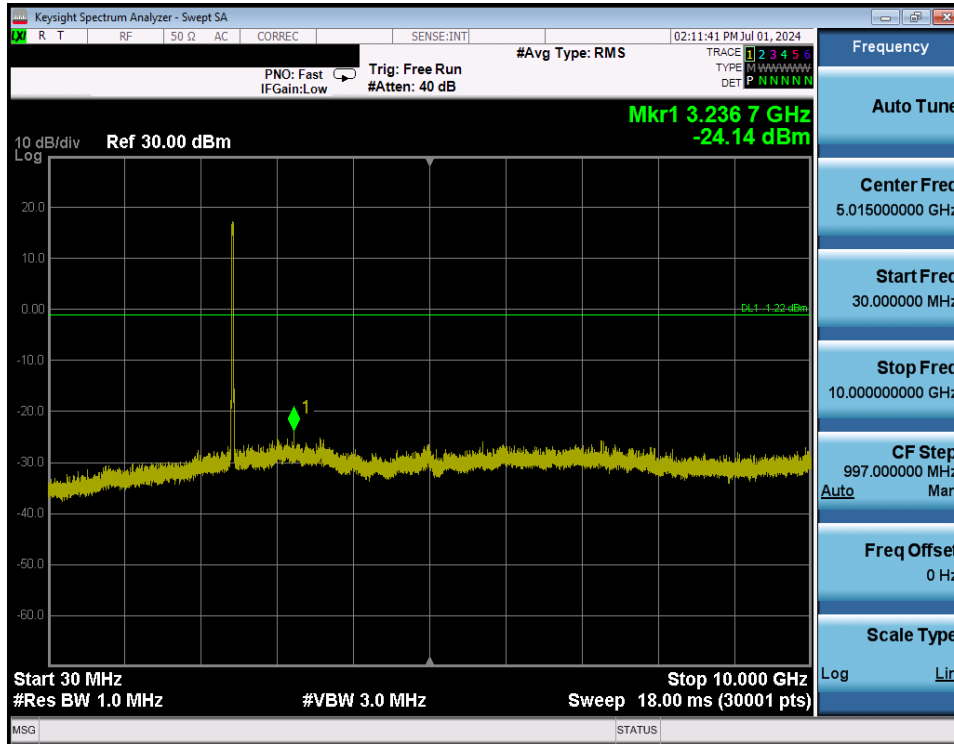 Keysight Spectrum Analyzer - Swept SA
LXI R T RF 50 Ω AC CORREC SENSE:INT 02:11:41 PM Jul 01, 2024
#Avg Type: RMS
TRACE 1 2 3 4 5 6
PNO: Fast Trig: Free Run
TYPE M W W W W W
IFGain:Low #Atten: 40 dB
DET P N N N N N
Mkr1 3.236 7 GHz
-24.14 dBm
10 dB/div Ref 30.00 dBm
Log
20.0
10.0
0.00
DL1 -1.22 dBm
-10.0
-20.0
1
-30.0
-40.0
-50.0
-60.0
Start 30 MHz Stop 10.000 GHz
#Res BW 1.0 MHz #VBW 3.0 MHz Sweep 18.00 ms (30001 pts)
MSG STATUS
Frequency
Auto Tune
Center Freq
5.015000000 GHz
Start Freq
30.000000 MHz
Stop Freq
10.000000000 GHz
CF Step
997.000000 MHz
Auto Man
Freq Offset
0 Hz
Scale Type
Log Lin